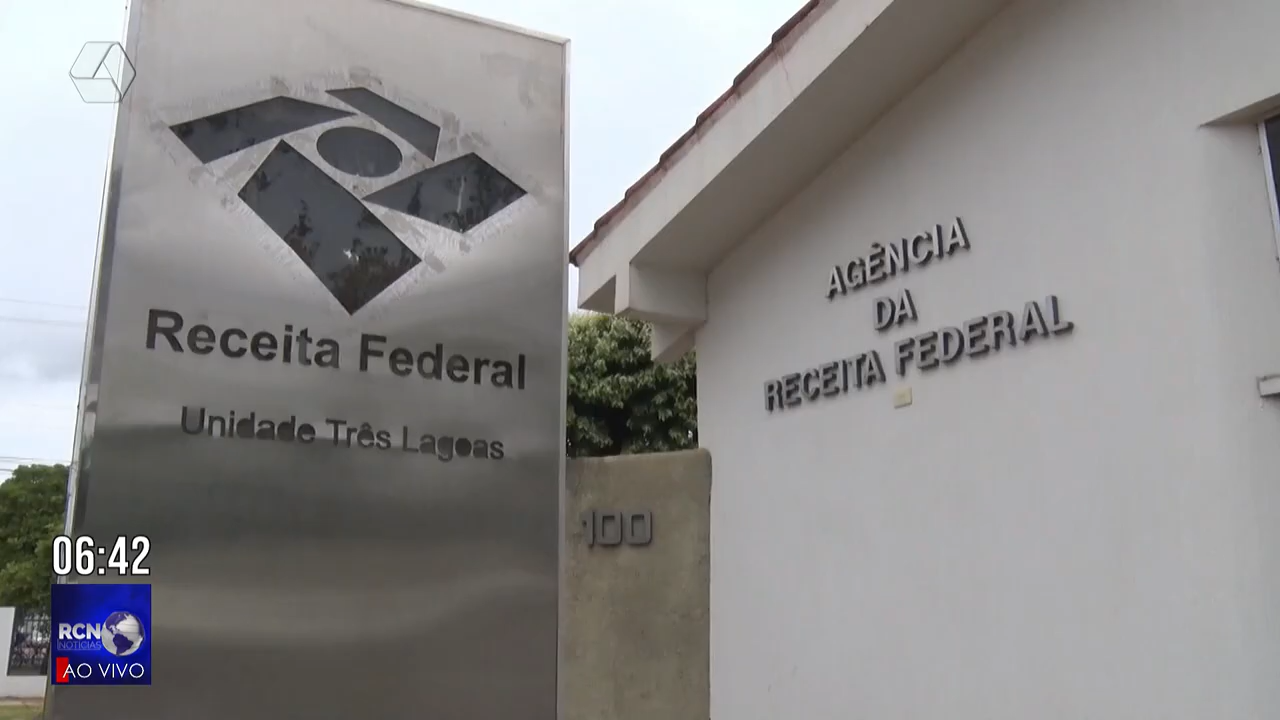 Receita Federal
Unidade Três Lagoas
AGÊNCIA
DA
RECEITA FEDERAL
100
06:42
RCN
NOTÍCIAS
AO VIVO